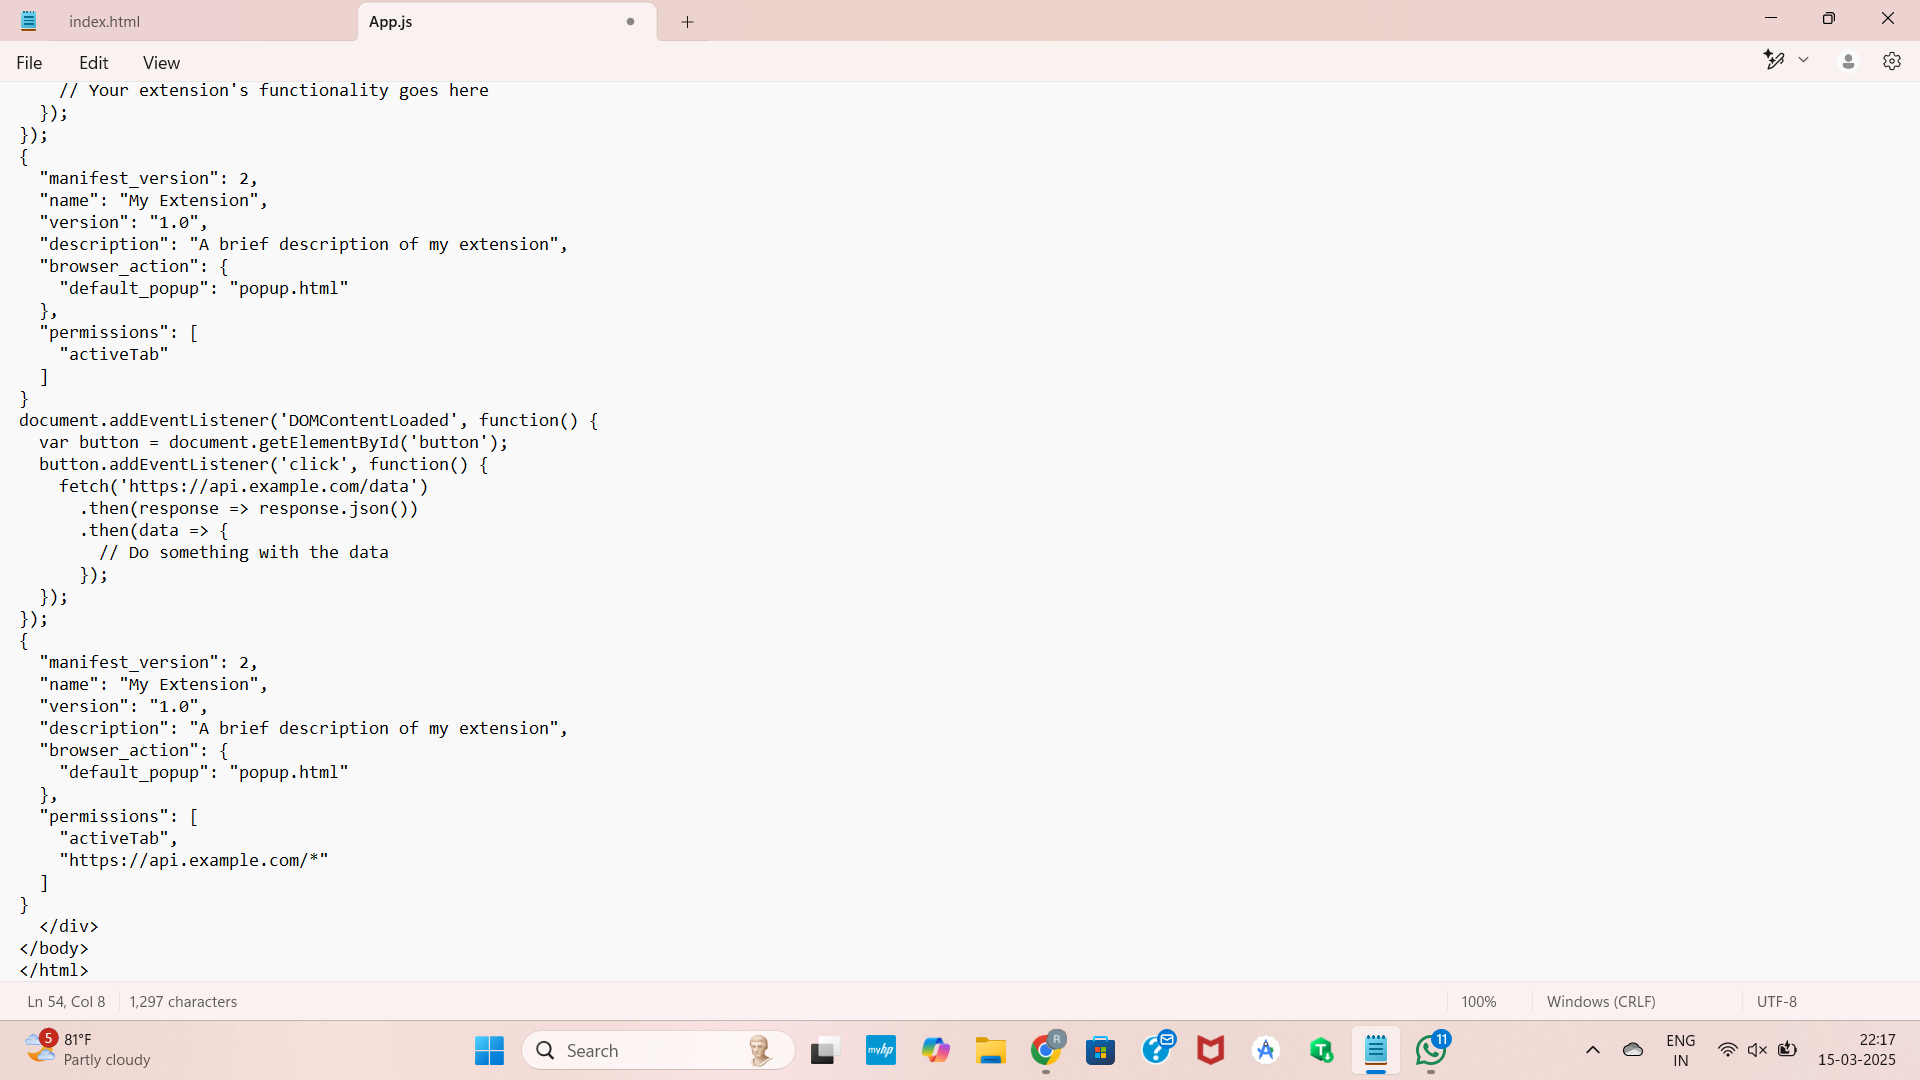 index.html
App.js
File Edit View
// Your extension's functionality goes here
});
});
{
"manifest_version": 2,
"name": "My Extension",
"version": "1.0",
"description": "A brief description of my extension",
"browser_action": {
"default_popup": "popup.html"
},
"permissions": [
"activeTab"
]
}
document.addEventListener('DOMContentLoaded', function() {
var button = document.getElementById('button');
button.addEventListener('click', function() {
fetch('https://api.example.com/data')
.then(response => response.json())
.then(data => {
// Do something with the data
});
});
});
{
"manifest_version": 2,
"name": "My Extension",
"version": "1.0",
"description": "A brief description of my extension",
"browser_action": {
"default_popup": "popup.html"
},
"permissions": [
"activeTab",
"https://api.example.com/*"
]
}
</div>
</body>
</html>
Ln 54, Col 8 1,297 characters 100% Windows (CRLF) UTF-8
5
81°F
Partly cloudy
Search
myhp
R
11
ENG
IN
22:17
15-03-2025